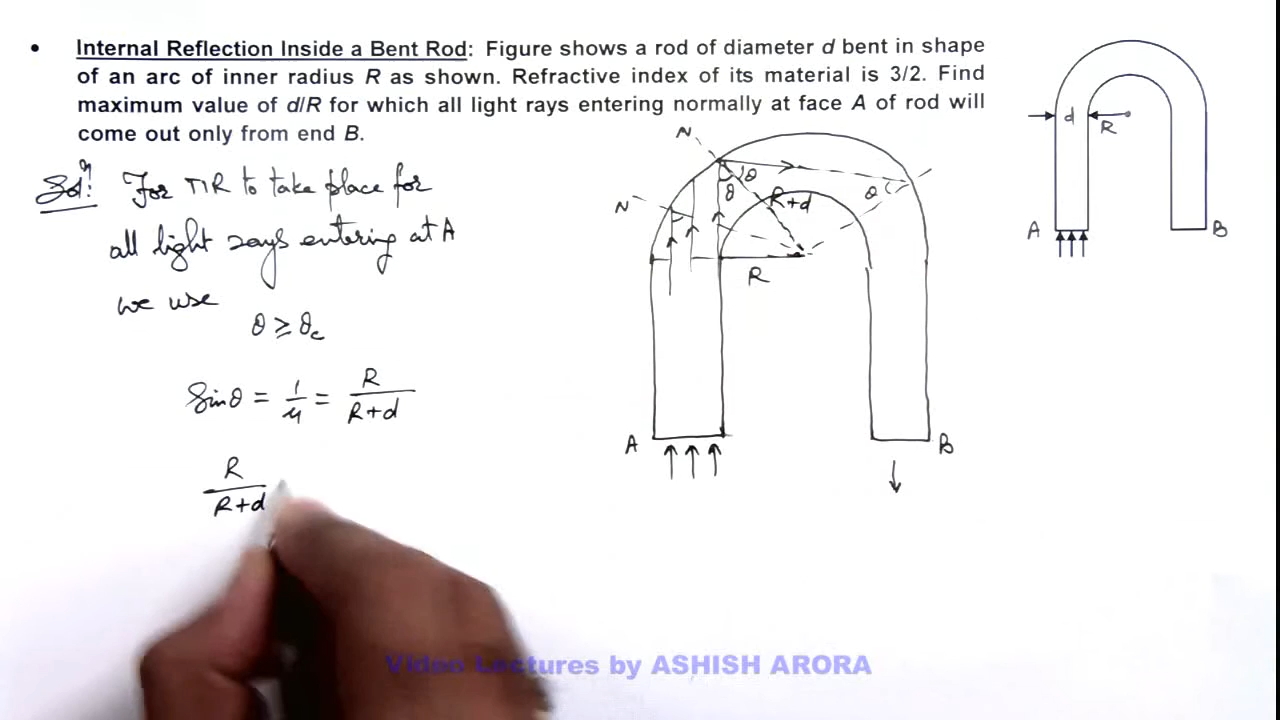 • Internal Reflection Inside a Bent Rod: Figure shows a rod of diameter d bent in shape
of an arc of inner radius R as shown. Refractive index of its material is 3/2. Find
maximum value of d/R for which all light rays entering normally at face A of rod will
come out only from end B.
d
R
A
B
Solⁿ: For TIR to take place for
all light rays entering at A
we use
θ ≥ θc
Sinθ = 1/μ = R/(R+d)
R/(R+d)
N
N
θ
θ
θ
R+d
R
A
B
Video Lectures by ASHISH ARORA